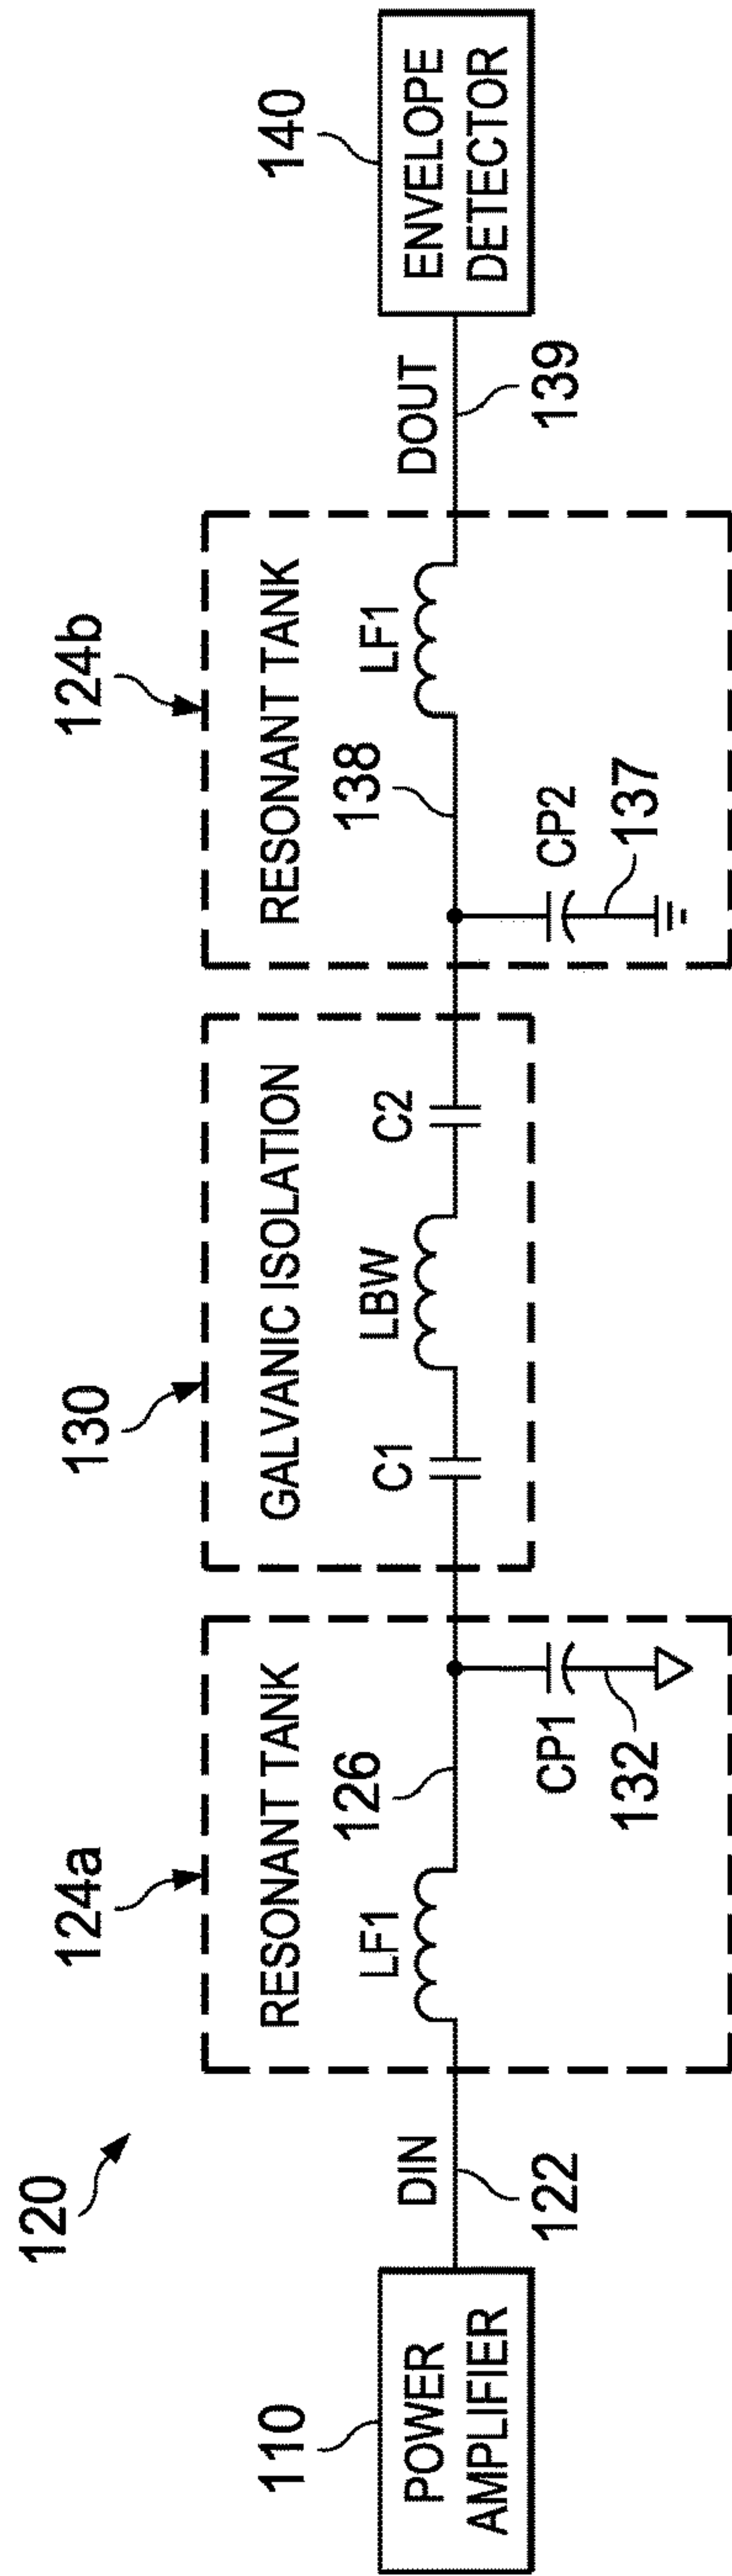 120
110
POWER
AMPLIFIER
DIN
122
124a
RESONANT TANK
LF1
126
CP1
132
130
GALVANIC ISOLATION
C1
LBW
C2
124b
RESONANT TANK
138
LF1
CP2
137
DOUT
139
140
ENVELOPE
DETECTOR